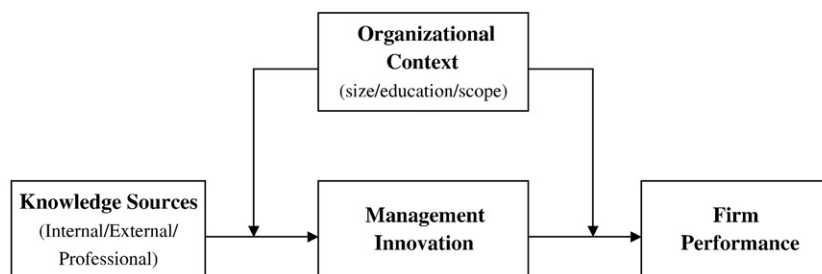 Organizational
Context
(size/education/scope)
Knowledge Sources
(Internal/External/
Professional)
Management
Innovation
Firm
Performance